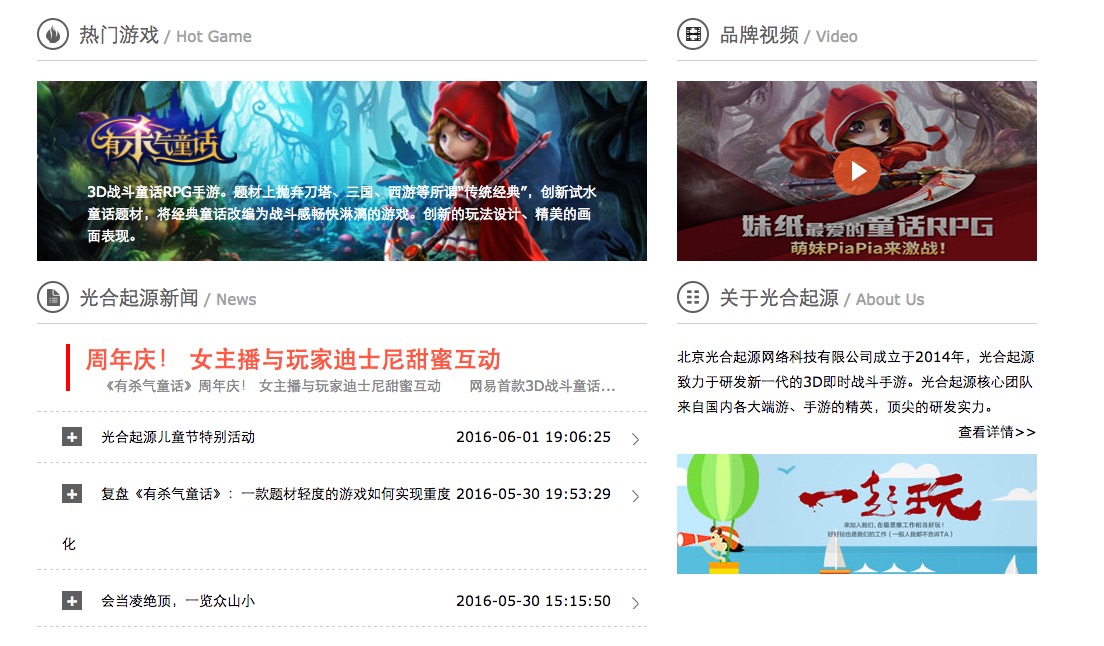 热门游戏 / Hot Game
有杀气童话
3D战斗童话RPG手游。题材上抛弃刀塔、三国、西游等所谓“传统经典”，创新试水
童话题材，将经典童话改编为战斗感畅快淋漓的游戏。创新的玩法设计、精美的画
面表现。
品牌视频 / Video
妹纸最爱的童话RPG
萌妹PiaPia来激战！
光合起源新闻 / News
周年庆！ 女主播与玩家迪士尼甜蜜互动
《有杀气童话》周年庆！ 女主播与玩家迪士尼甜蜜互动 网易首款3D战斗童话...
光合起源儿童节特别活动 2016-06-01 19:06:25
复盘《有杀气童话》：一款题材轻度的游戏如何实现重度 2016-05-30 19:53:29
化
会当凌绝顶，一览众山小 2016-05-30 15:15:50
关于光合起源 / About Us
北京光合起源网络科技有限公司成立于2014年，光合起源
致力于研发新一代的3D即时战斗手游。光合起源核心团队
来自国内各大端游、手游的精英，顶尖的研发实力。
查看详情>>
一起玩
来加入我们,在极思维工作相当好玩！
好好玩也是我们的工作（一般人我都不告诉TA）